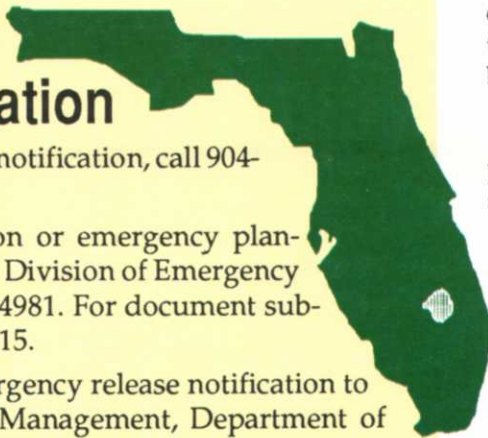 ation
notification, call 904-
on or emergency plan-
Division of Emergency
4981. For document sub-
15.
rgency release notification to
Management, Department of